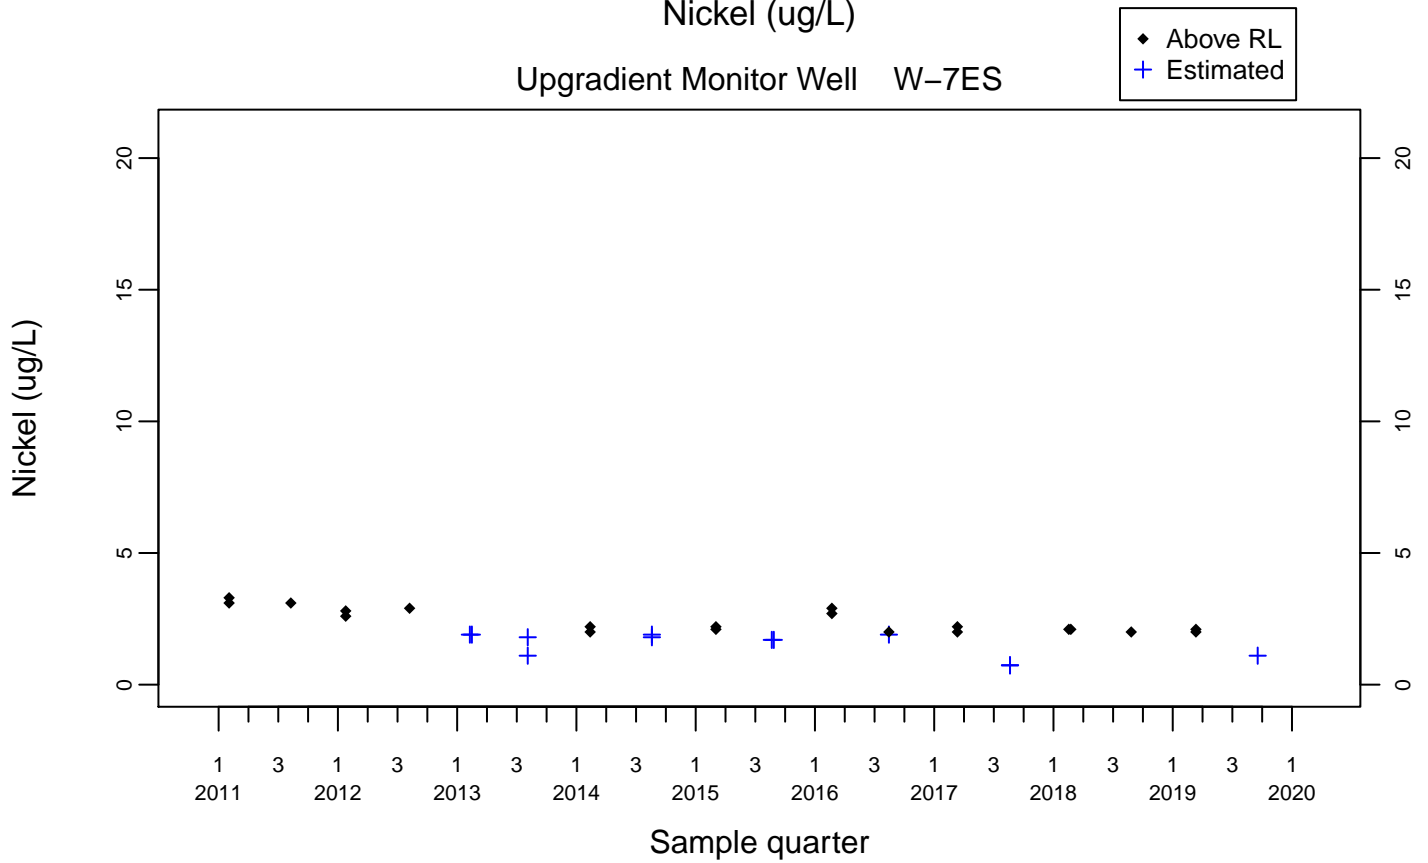 Nickel (ug/L)
Above RL
Estimated
Upgradient Monitor Well W−7ES
20 20
15 15
10 10
5 5
0 0
Nickel (ug/L)
1 3 1 3 1 3 1 3 1 3 1 3 1 3 1 3 1 3 1
2011 2012 2013 2014 2015 2016 2017 2018 2019 2020
Sample quarter